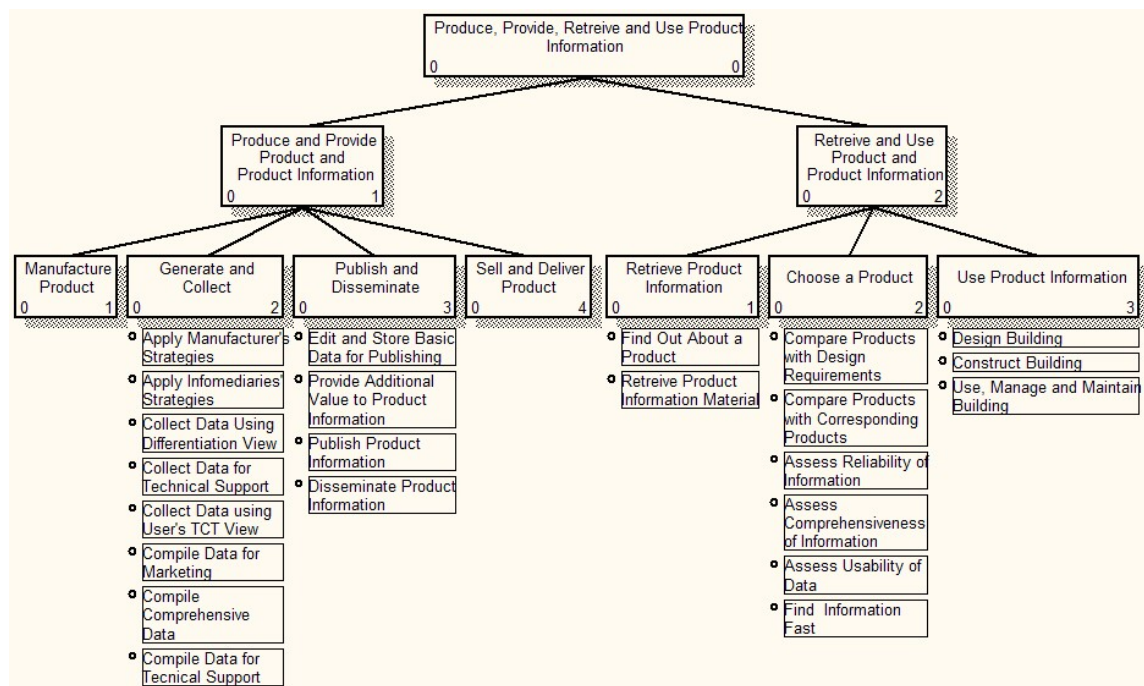 Produce, Provide, Retreive and Use Product
Information
0 0
Produce and Provide
Product and
Product Information
0 1
Retreive and Use
Product and
Product Information
0 2
Manufacture
Product
0 1
Generate and
Collect
0 2
Publish and
Disseminate
0 3
Sell and Deliver
Product
0 4
Retrieve Product
Information
0 1
Choose a Product
0 2
Use Product Information
0 3
Apply Manufacturer's
Strategies
Apply Infomediaries'
Strategies
Collect Data Using
Differentiation View
Collect Data for
Technical Support
Collect Data using
User's TCT View
Compile Data for
Marketing
Compile
Comprehensive
Data
Compile Data for
Tecnical Support
Edit and Store Basic
Data for Publishing
Provide Additional
Value to Product
Information
Publish Product
Information
Disseminate Product
Information
Find Out About a
Product
Retreive Product
Information Material
Compare Products
with Design
Requirements
Compare Products
with Corresponding
Products
Assess Reliability of
Information
Assess
Comprehensiveness
of Information
Assess Usability of
Data
Find Information
Fast
Design Building
Construct Building
Use, Manage and Maintain
Building